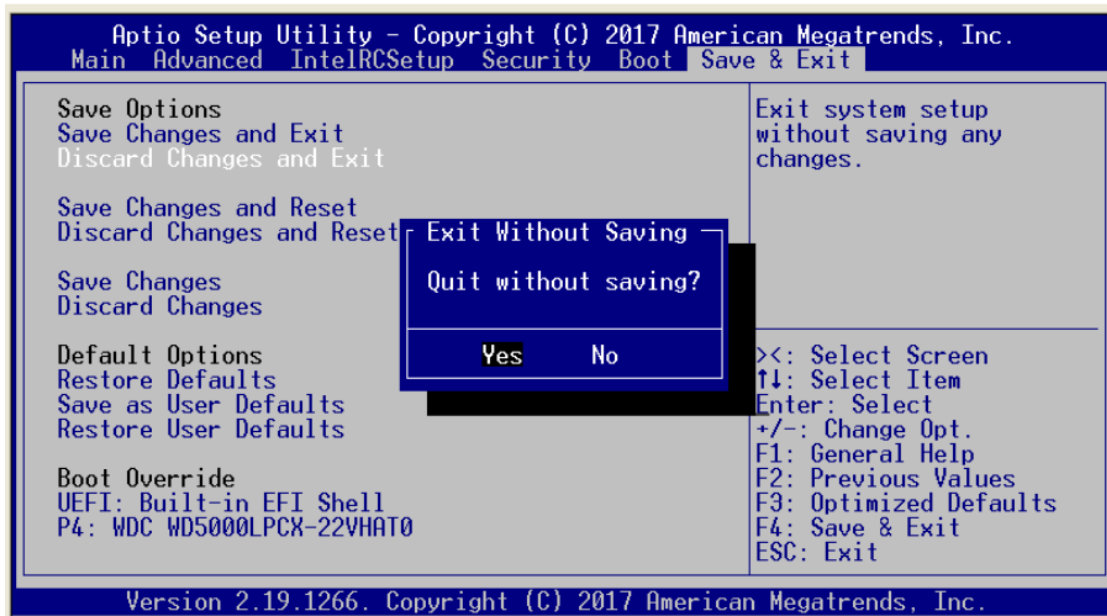 Aptio Setup Utility – Copyright (C) 2017 American Megatrends, Inc.
Main Advanced IntelRCSetup Security Boot Save & Exit
Save Options
Save Changes and Exit
Discard Changes and Exit
Save Changes and Reset
Discard Changes and Reset
Save Changes
Discard Changes
Default Options
Restore Defaults
Save as User Defaults
Restore User Defaults
Boot Override
UEFI: Built-in EFI Shell
P4: WDC WD5000LPCX-22VHAT0
Exit Without Saving
Quit without saving?
Yes No
Exit system setup
without saving any
changes.
><: Select Screen
↑↓: Select Item
Enter: Select
+/-: Change Opt.
F1: General Help
F2: Previous Values
F3: Optimized Defaults
F4: Save & Exit
ESC: Exit
Version 2.19.1266. Copyright (C) 2017 American Megatrends, Inc.